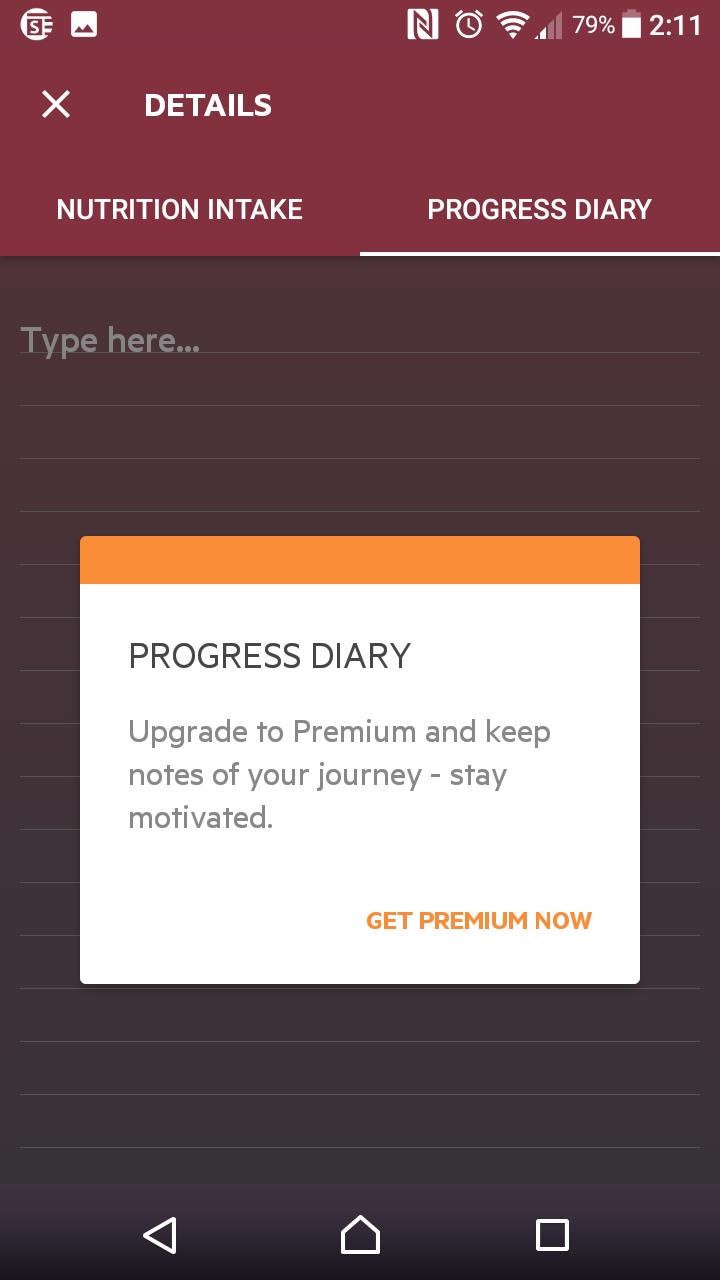 79% 2:11
DETAILS
NUTRITION INTAKE PROGRESS DIARY
Type here...
PROGRESS DIARY
Upgrade to Premium and keep
notes of your journey - stay
motivated.
GET PREMIUM NOW